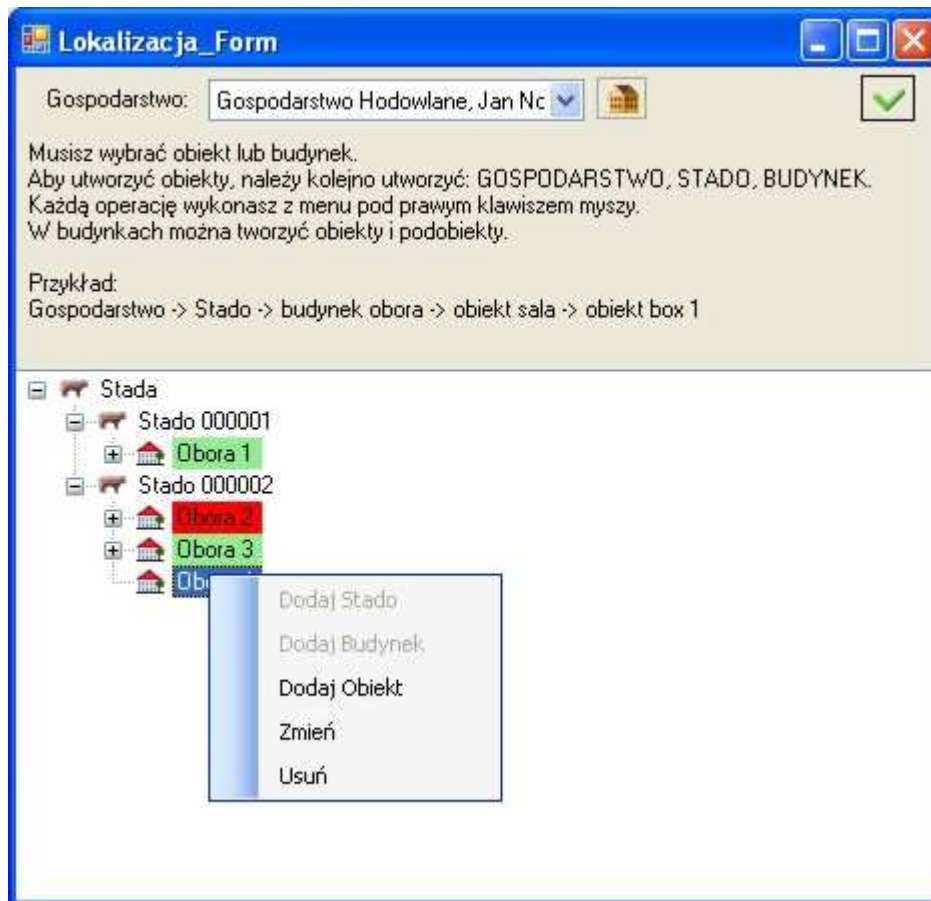 Lokalizacja_Form
Gospodarstwo: Gospodarstwo Hodowlane, Jan Nc
Musisz wybrać obiekt lub budynek.
Aby utworzyć obiekty, należy kolejno utworzyć: GOSPODARSTWO, STADO, BUDYNEK.
Każdą operację wykonasz z menu pod prawym klawiszem myszy.
W budynkach można tworzyć obiekty i podobiekty.
Przykład:
Gospodarstwo -> Stado -> budynek obora -> obiekt sala -> obiekt box 1
Stada
Stado 000001
Obora 1
Stado 000002
Obora 2
Obora 3
Dodaj Stado
Dodaj Budynek
Dodaj Obiekt
Zmień
Usuń